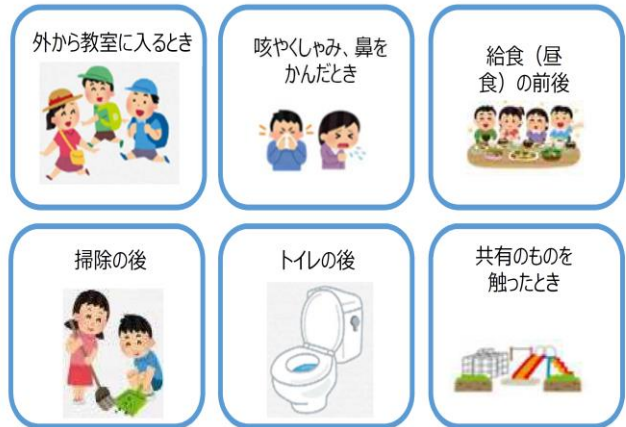 外から教室に入るとき
咳やくしゃみ、鼻を
かんだとき
給食（昼
食）の前後
掃除の後
トイレの後
共有のものを
触ったとき